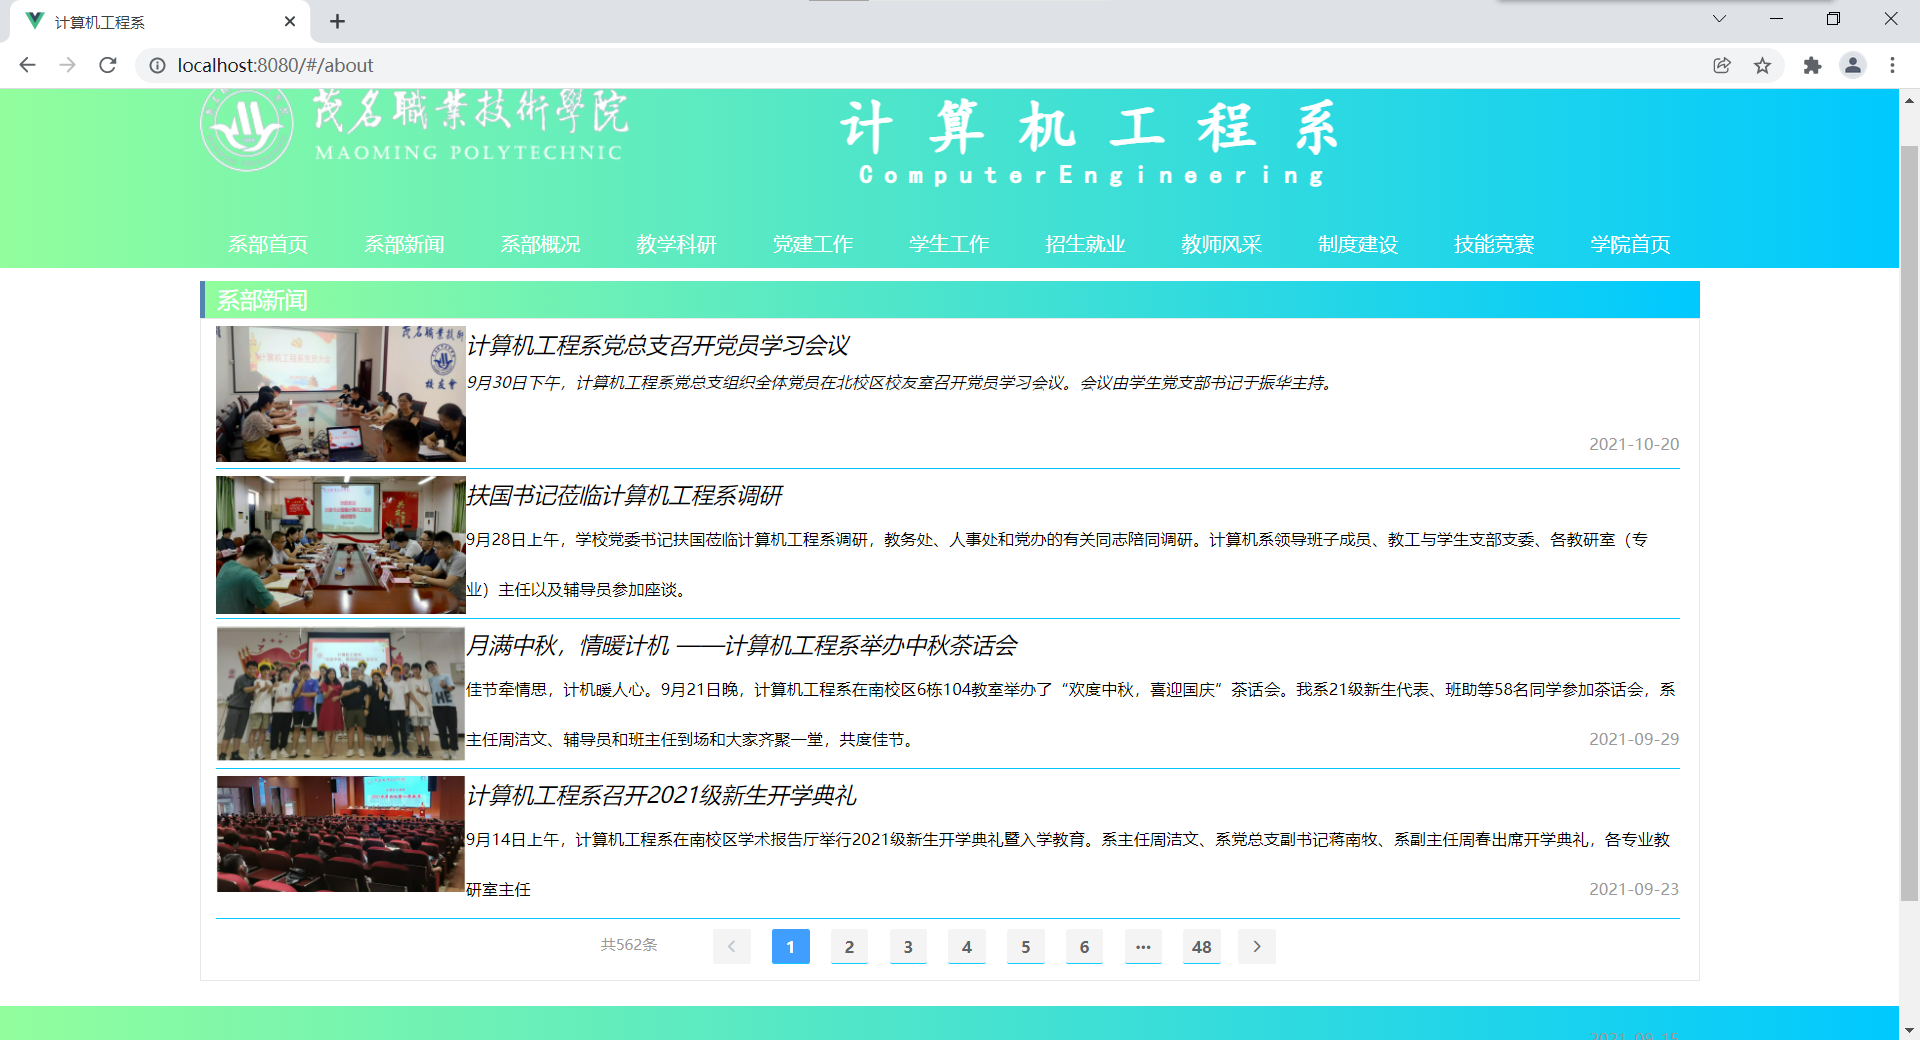 计算机工程系
localhost:8080/#/about
茂名職業技術學院
MAOMING POLYTECHNIC
计算机工程系
ComputerEngineering
系部首页 系部新闻 系部概况 教学科研 党建工作 学生工作 招生就业 教师风采 制度建设 技能竞赛 学院首页
系部新闻
计算机工程系党总支召开党员学习会议
9月30日下午，计算机工程系党总支组织全体党员在北校区校友室召开党员学习会议。会议由学生党支部书记于振华主持。
2021-10-20
扶国书记莅临计算机工程系调研
9月28日上午，学校党委书记扶国莅临计算机工程系调研，教务处、人事处和党办的有关同志陪同调研。计算机系领导班子成员、教工与学生支部支委、各教研室（专
业）主任以及辅导员参加座谈。
月满中秋，情暖计机 ——计算机工程系举办中秋茶话会
佳节牵情思，计机暖人心。9月21日晚，计算机工程系在南校区6栋104教室举办了“欢度中秋，喜迎国庆”茶话会。我系21级新生代表、班助等58名同学参加茶话会，系
主任周洁文、辅导员和班主任到场和大家齐聚一堂，共度佳节。
2021-09-29
计算机工程系召开2021级新生开学典礼
9月14日上午，计算机工程系在南校区学术报告厅举行2021级新生开学典礼暨入学教育。系主任周洁文、系党总支副书记蒋南牧、系副主任周春出席开学典礼，各专业教
研室主任
2021-09-23
共562条 1 2 3 4 5 6 ··· 48